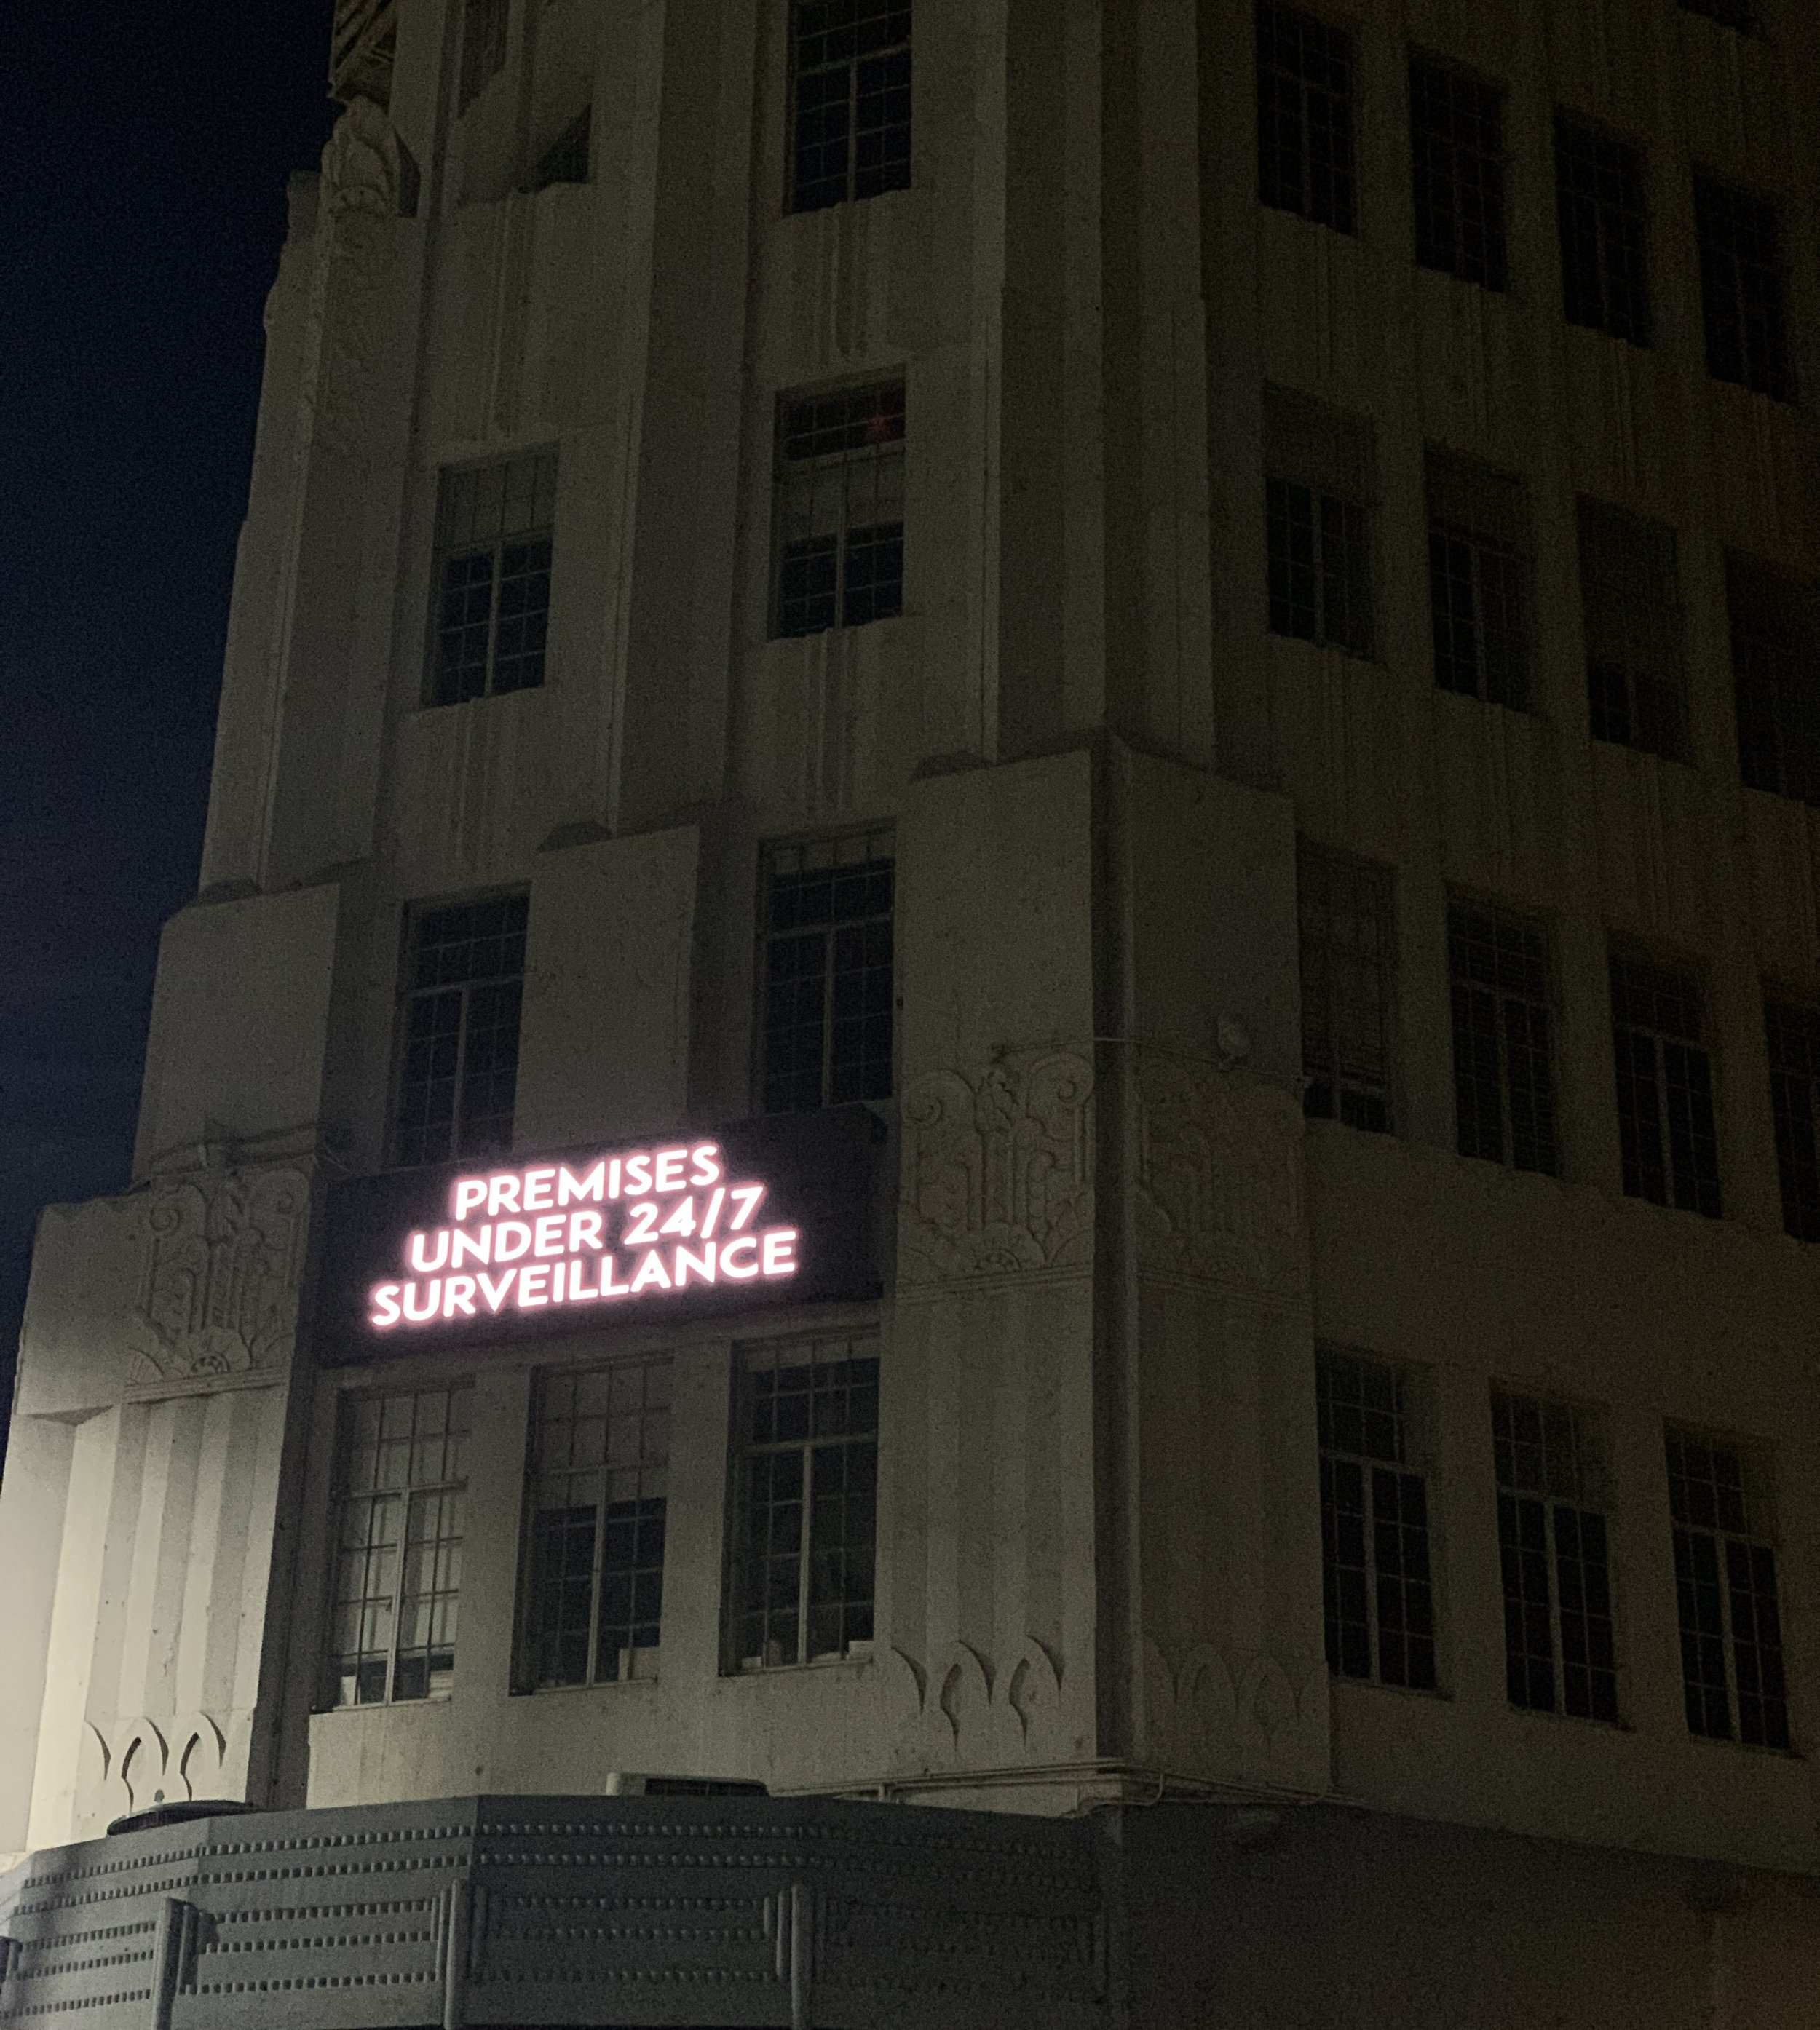 PREMISES
UNDER 24/7
SURVEILLANCE